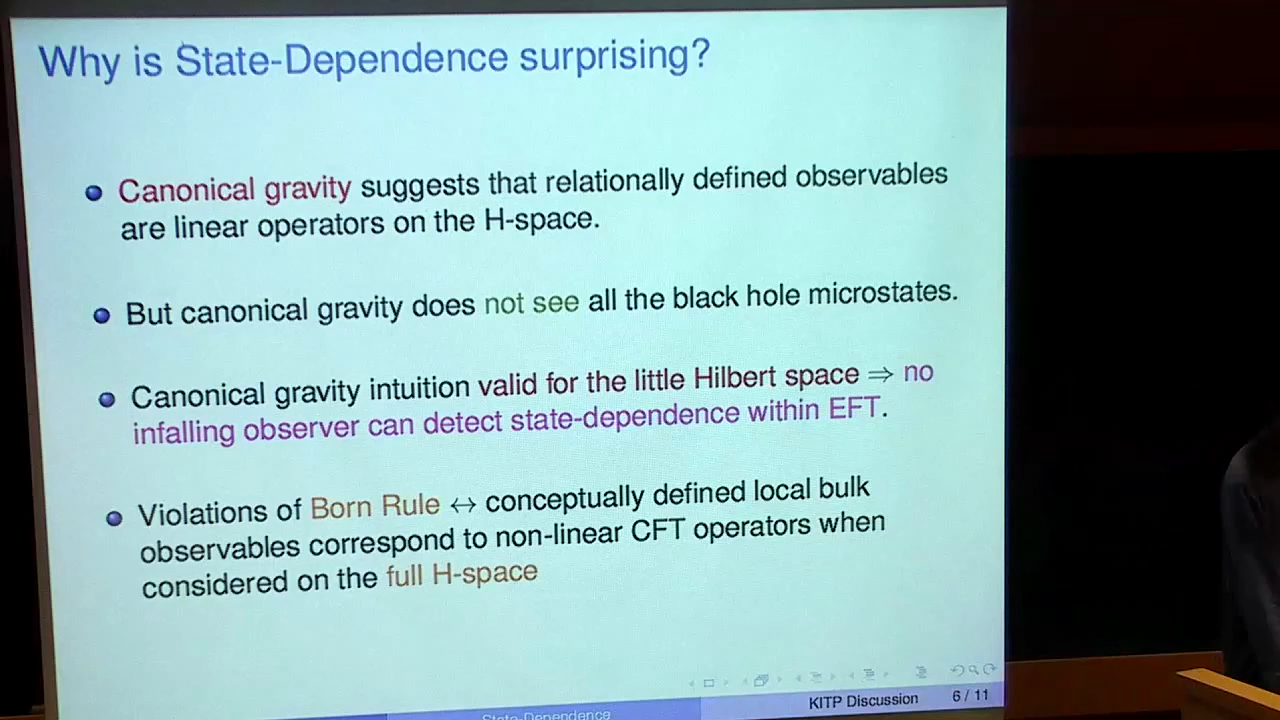 Why is State-Dependence surprising?
Canonical gravity suggests that relationally defined observables
are linear operators on the H-space.
But canonical gravity does not see all the black hole microstates.
Canonical gravity intuition valid for the little Hilbert space ⇒ no
infalling observer can detect state-dependence within EFT.
Violations of Born Rule ↔ conceptually defined local bulk
observables correspond to non-linear CFT operators when
considered on the full H-space
State-Dependence
KITP Discussion
6 / 11